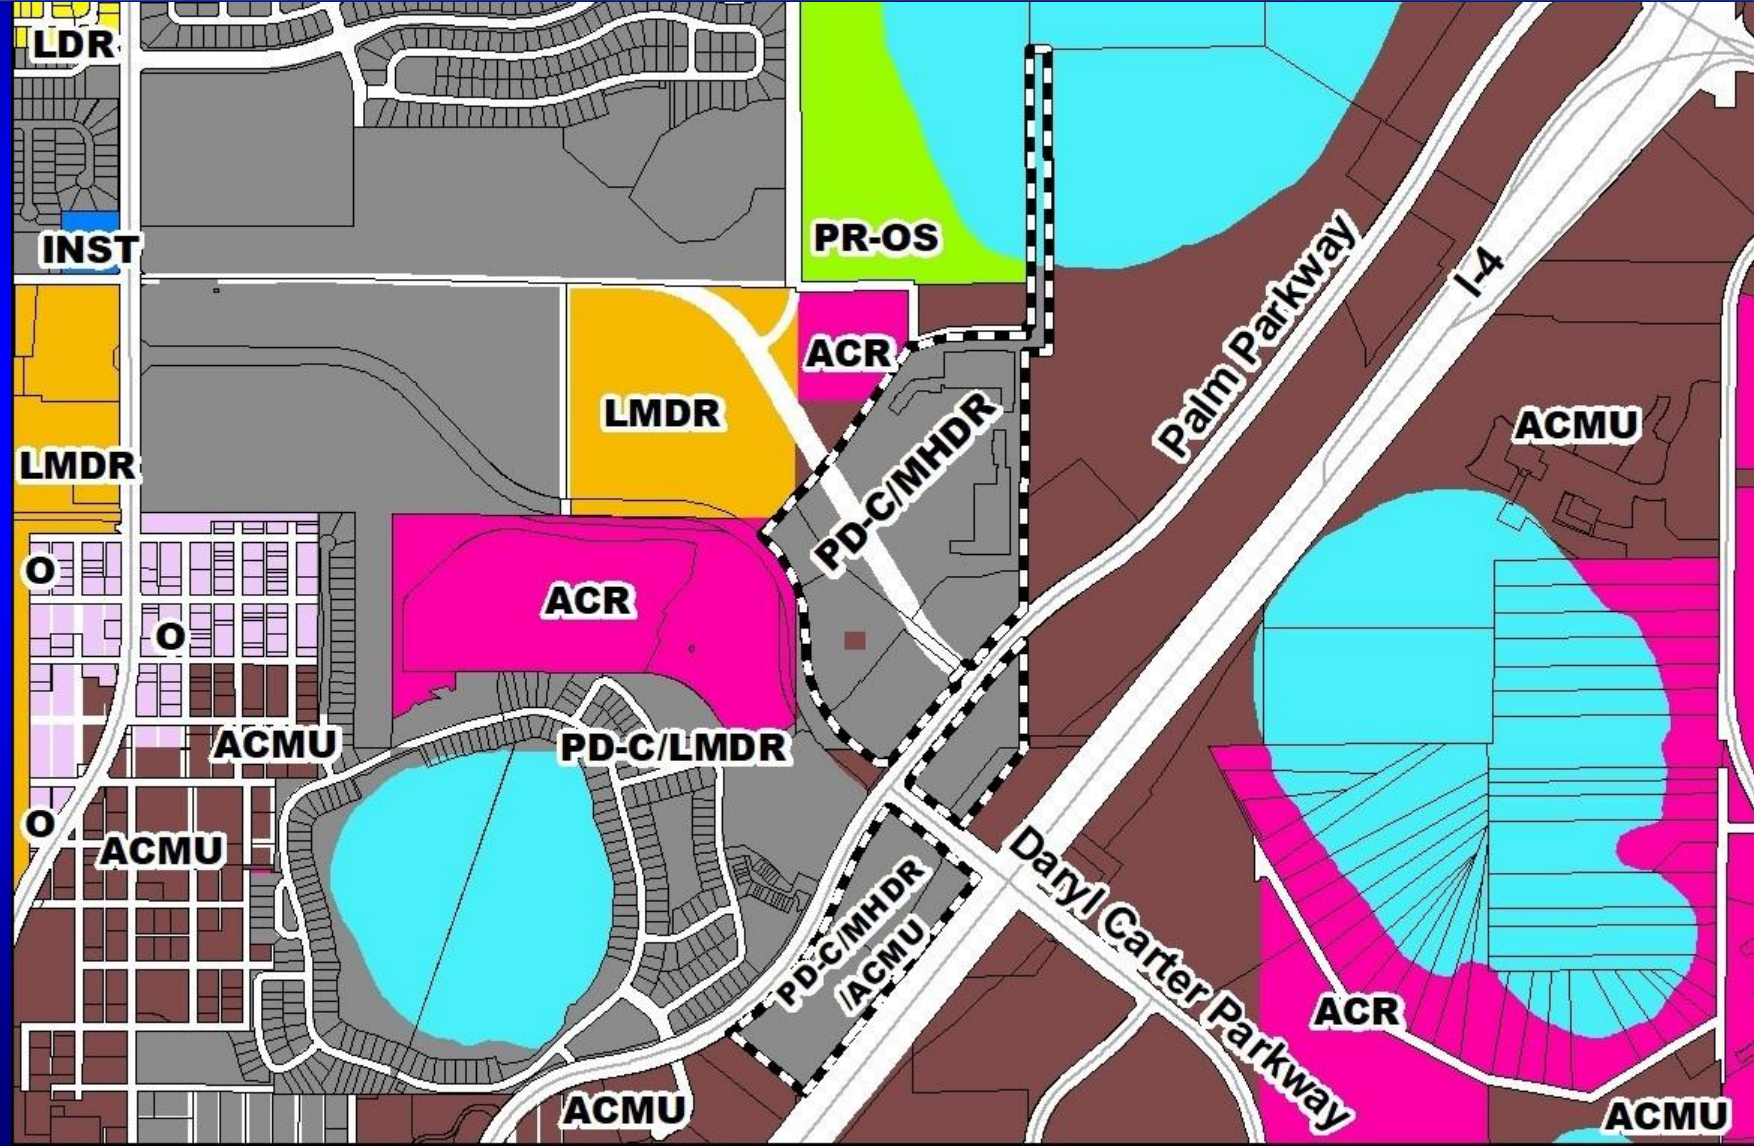 LDR
INST
PR-OS
ACR
LMDR
LMDR
PD-C/MHDR
Palm Parkway
I-4
ACMU
O
O
ACR
ACMU
PD-C/LMDR
O
ACMU
PD-C/MHDR
/ACMU
Daryl Carter Parkway
ACR
ACMU
ACMU